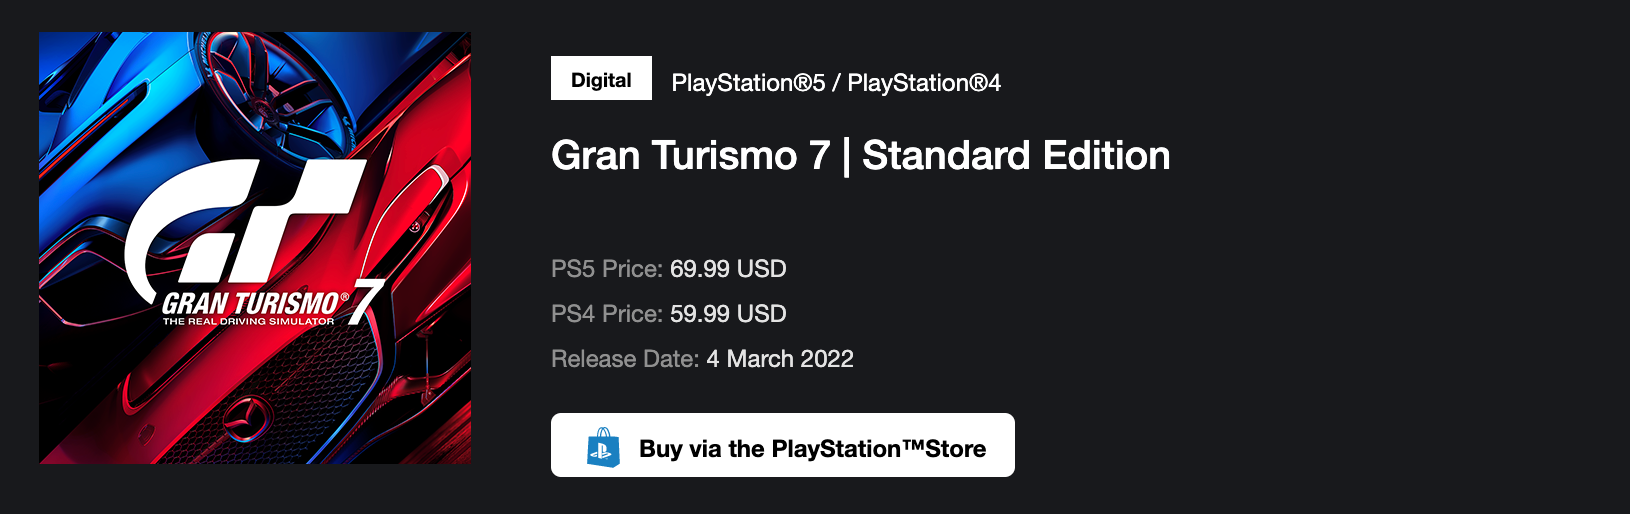 GRAN TURISMO® 7
THE REAL DRIVING SIMULATOR
Digital
PlayStation®5 / PlayStation®4
Gran Turismo 7 | Standard Edition
PS5 Price: 69.99 USD
PS4 Price: 59.99 USD
Release Date: 4 March 2022
Buy via the PlayStation™Store